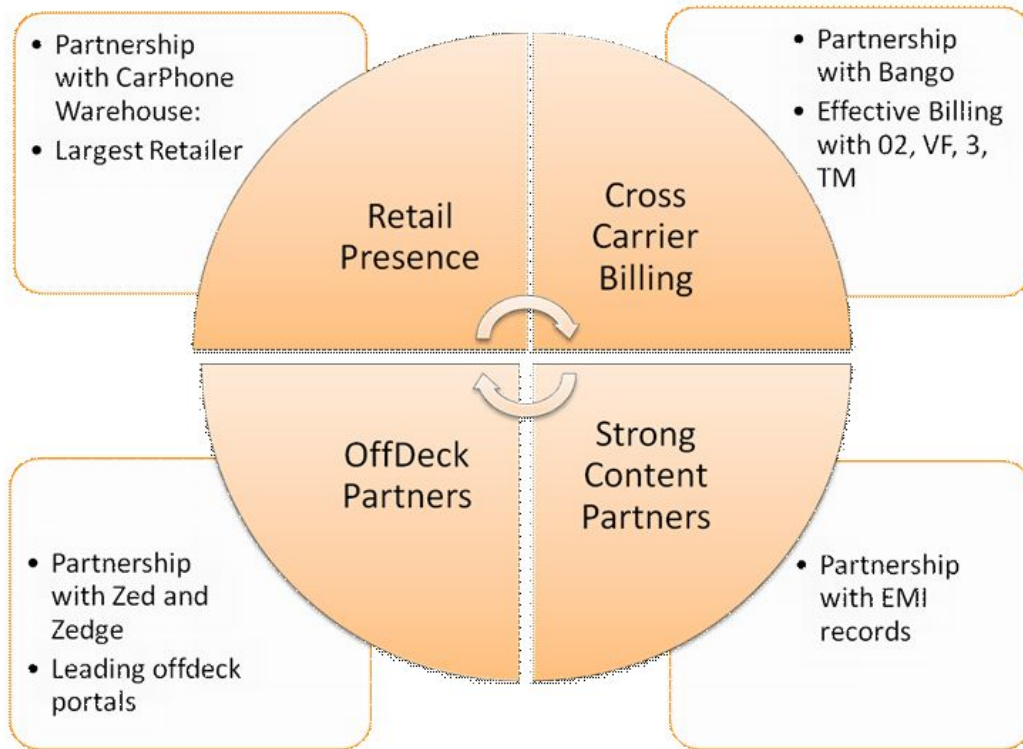 • Partnership
with CarPhone
Warehouse:
• Largest Retailer
• Partnership
with Bango
• Effective Billing
with 02, VF, 3,
TM
Retail
Presence
Cross
Carrier
Billing
OffDeck
Partners
Strong
Content
Partners
• Partnership
with Zed and
Zedge
• Leading offdeck
portals
• Partnership
with EMI
records